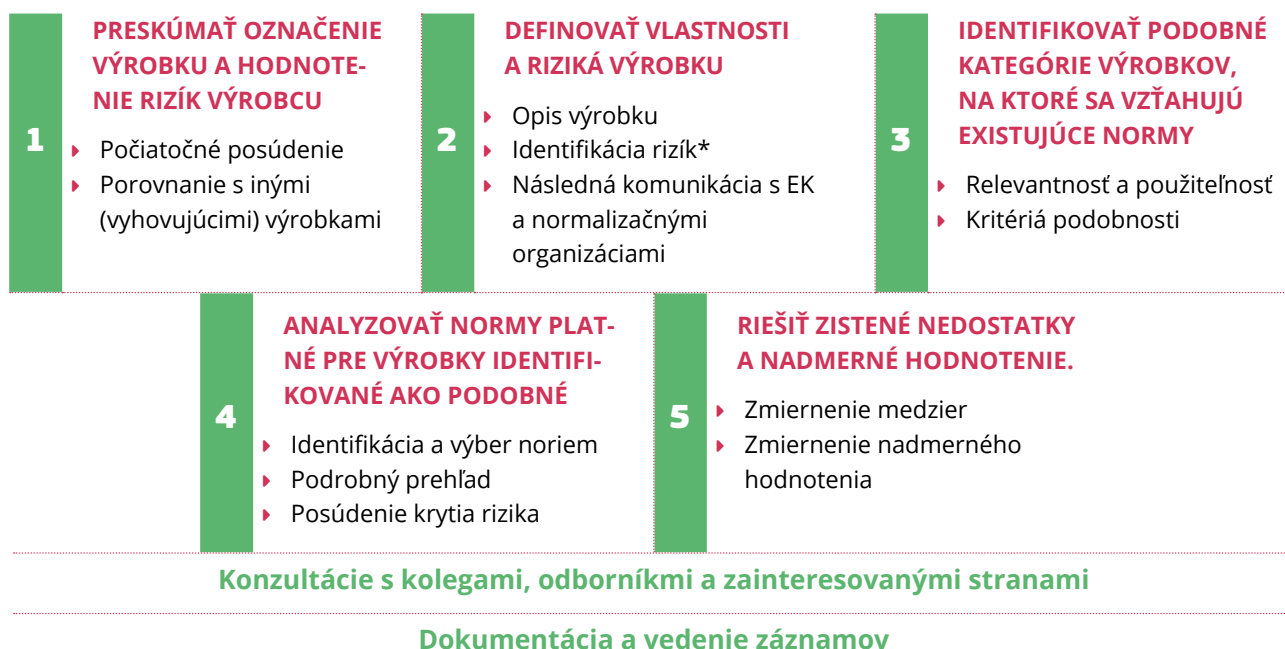 1
PRESKÚMAŤ OZNAČENIE
VÝROBKU A HODNOTE-
NIE RIZÍK VÝROBCU
Počiatočné posúdenie
Porovnanie s inými
(vyhovujúcimi) výrobkami
2
DEFINOVAŤ VLASTNOSTI
A RIZIKÁ VÝROBKU
Opis výrobku
Identifikácia rizík*
Následná komunikácia s EK
a normalizačnými
organizáciami
3
IDENTIFIKOVAŤ PODOBNÉ
KATEGÓRIE VÝROBKOV,
NA KTORÉ SA VZŤAHUJÚ
EXISTUJÚCE NORMY
Relevantnosť a použiteľnosť
Kritériá podobnosti
4
ANALYZOVAŤ NORMY PLAT-
NÉ PRE VÝROBKY IDENTIFI-
KOVANÉ AKO PODOBNÉ
Identifikácia a výber noriem
Podrobný prehľad
Posúdenie krytia rizika
5
RIEŠIŤ ZISTENÉ NEDOSTATKY
A NADMERNÉ HODNOTENIE.
Zmiernenie medzier
Zmiernenie nadmerného
hodnotenia
Konzultácie s kolegami, odborníkmi a zainteresovanými stranami
Dokumentácia a vedenie záznamov